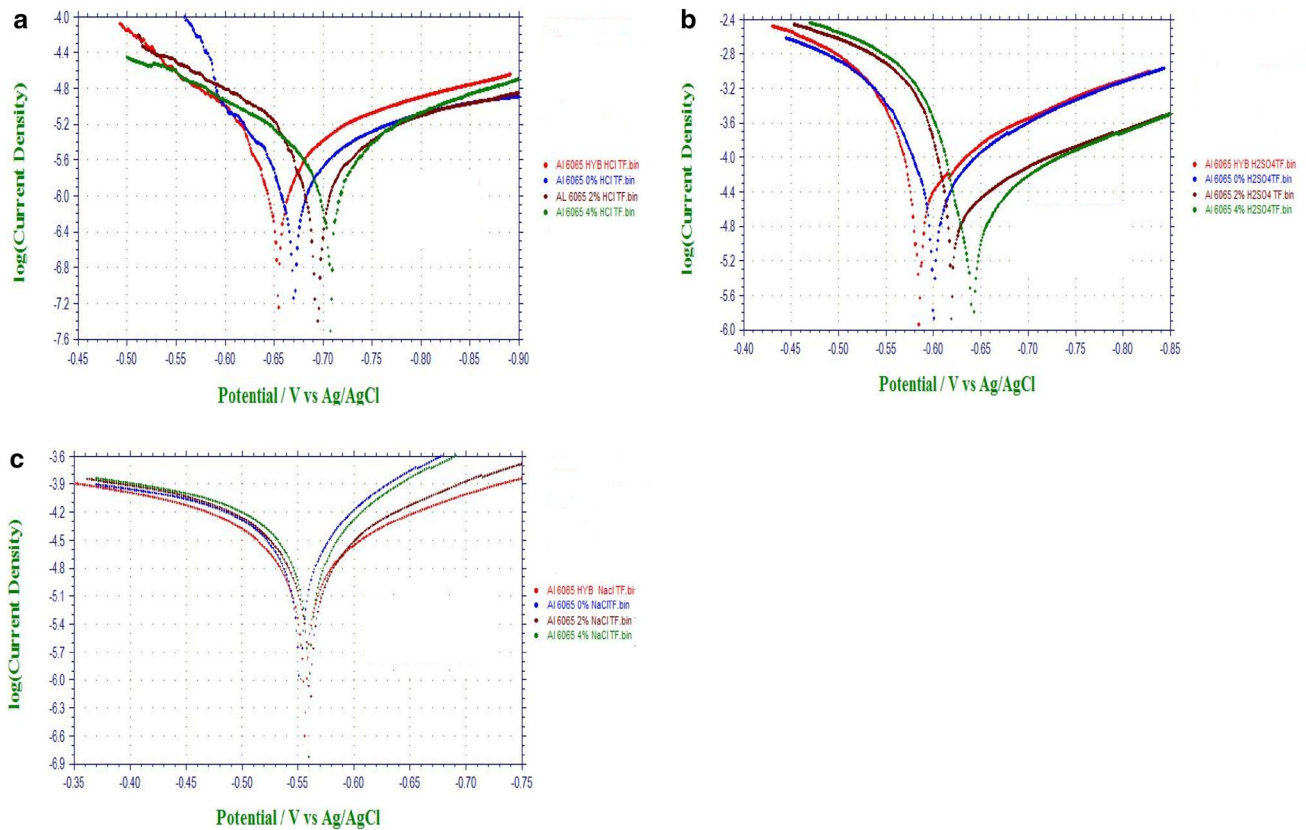 a
-4.0
-4.4
-4.8
-5.2
-5.6
-6.0
-6.4
-6.8
-7.2
-7.6
-0.45 -0.50 -0.55 -0.60 -0.65 -0.70 -0.75 -0.80 -0.85 -0.90
log(Current Density)
Potential / V vs Ag/AgCl
Al 6065 HYB HCl TF.bin
Al 6065 0% HCl TF.bin
AL 6065 2% HCl TF.bin
Al 6065 4% HCl TF.bin
b
-2.4
-2.8
-3.2
-3.6
-4.0
-4.4
-4.8
-5.2
-5.6
-6.0
-0.40 -0.45 -0.50 -0.55 -0.60 -0.65 -0.70 -0.75 -0.80 -0.85
log(Current Density)
Potential / V vs Ag/AgCl
Al 6065 HYB H2SO4TF.bin
Al 6065 0% H2SO4TF.bin
Al 6065 2% H2SO4 TF.bin
Al 6065 4% H2SO4TF.bin
c
-3.6
-3.9
-4.2
-4.5
-4.8
-5.1
-5.4
-5.7
-6.0
-6.3
-6.6
-6.9
-0.35 -0.40 -0.45 -0.50 -0.55 -0.60 -0.65 -0.70 -0.75
log(Current Density)
Potential / V vs Ag/AgCl
Al 6065 HYB NacI TF.bi
Al 6065 0% NaClTF.bin
Al 6065 2% NaCl TF.bin
Al 6065 4% NaCl TF.bin